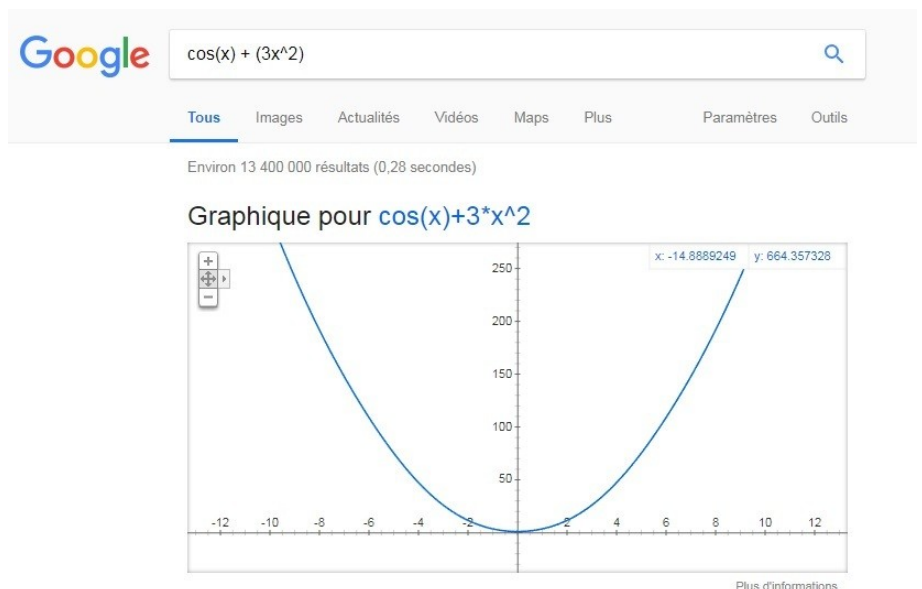 Google
cos(x) + (3x^2)
Tous Images Actualités Vidéos Maps Plus Paramètres Outils
Environ 13 400 000 résultats (0,28 secondes)
Graphique pour cos(x)+3*x^2
x: -14.8889249 y: 664.357328
250
200
150
100
50
-12 -10 -8 -6 -4 -2 2 4 6 8 10 12
Plus d'informations